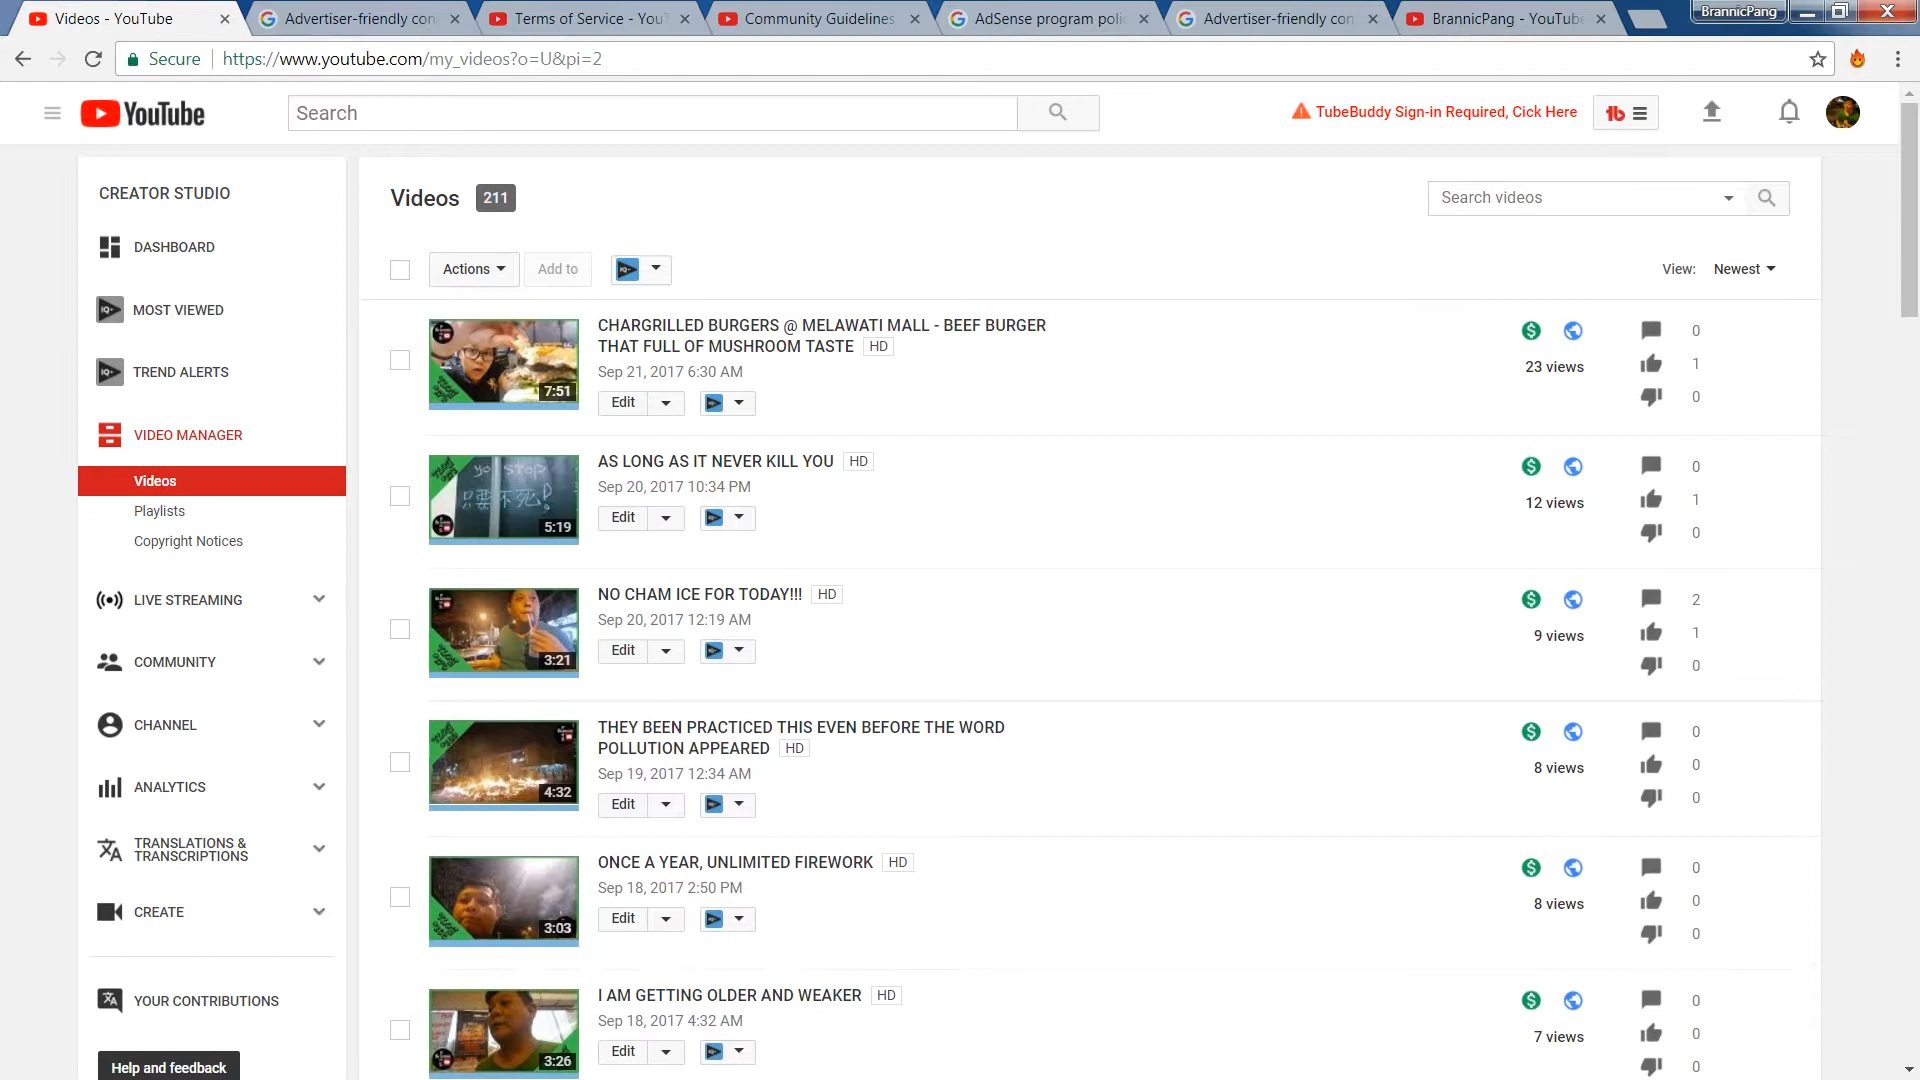 Videos - YouTube
Advertiser-friendly con
Terms of Service - You
Community Guidelines
AdSense program poli
Advertiser-friendly con
BrannicPang - YouTube
BrannicPang
Secure
https://www.youtube.com/my_videos?o=U&pi=2
YouTube
Search
TubeBuddy Sign-in Required, Cick Here
CREATOR STUDIO
DASHBOARD
MOST VIEWED
TREND ALERTS
VIDEO MANAGER
Videos
Playlists
Copyright Notices
LIVE STREAMING
COMMUNITY
CHANNEL
ANALYTICS
TRANSLATIONS &
TRANSCRIPTIONS
CREATE
YOUR CONTRIBUTIONS
Help and feedback
Videos 211
Search videos
Actions
Add to
View: Newest
CHARGRILLED BURGERS @ MELAWATI MALL - BEEF BURGER
THAT FULL OF MUSHROOM TASTE HD
Sep 21, 2017 6:30 AM
7:51
Edit
23 views
0
1
0
AS LONG AS IT NEVER KILL YOU HD
Sep 20, 2017 10:34 PM
只要不死!
5:19
Edit
12 views
0
1
0
NO CHAM ICE FOR TODAY!!! HD
Sep 20, 2017 12:19 AM
3:21
Edit
9 views
2
1
0
THEY BEEN PRACTICED THIS EVEN BEFORE THE WORD
POLLUTION APPEARED HD
Sep 19, 2017 12:34 AM
4:32
Edit
8 views
0
0
0
ONCE A YEAR, UNLIMITED FIREWORK HD
Sep 18, 2017 2:50 PM
3:03
Edit
8 views
0
0
0
I AM GETTING OLDER AND WEAKER HD
Sep 18, 2017 4:32 AM
3:26
Edit
7 views
0
0
0